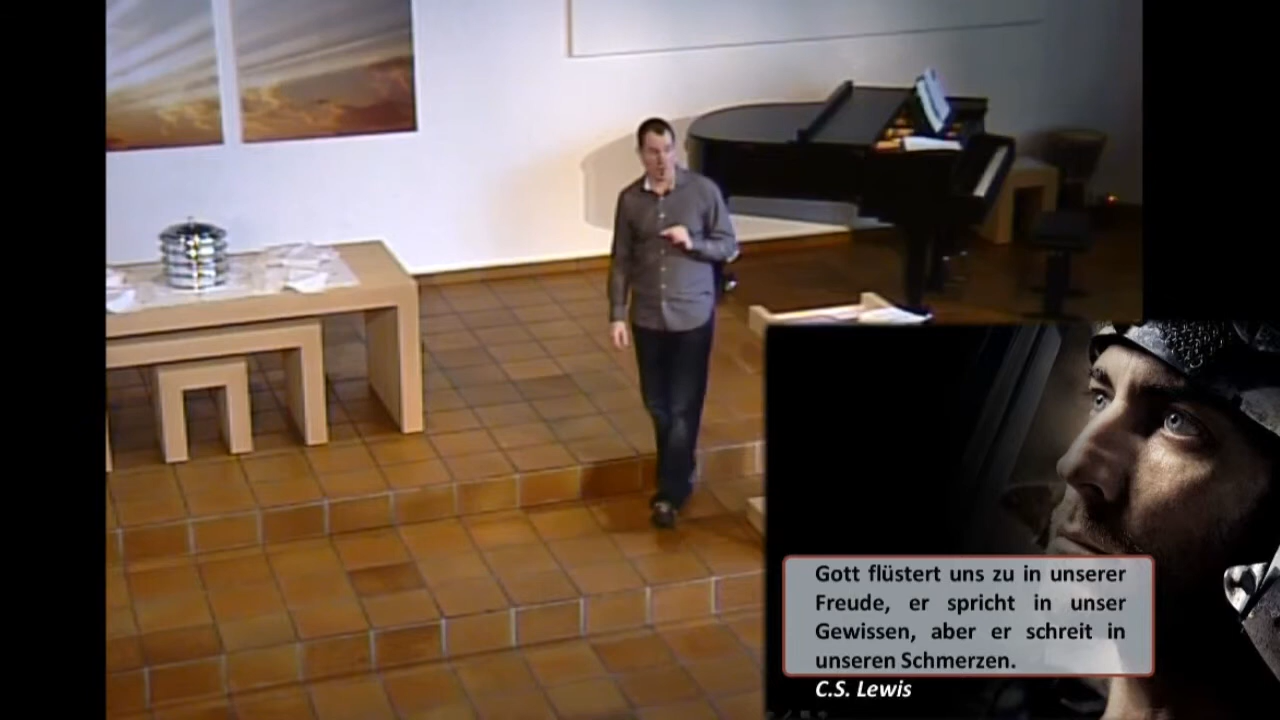 Gott flüstert uns zu in unserer
Freude, er spricht in unser
Gewissen, aber er schreit in
unseren Schmerzen.
C.S. Lewis